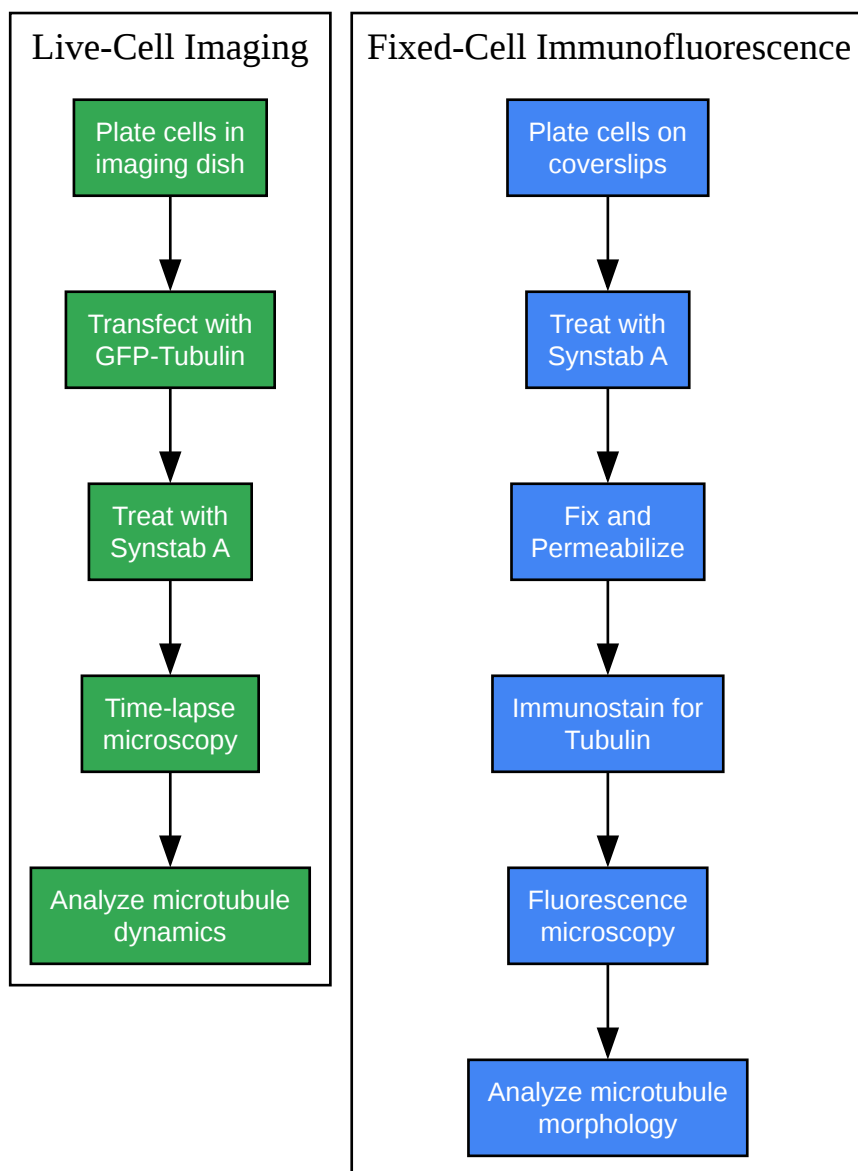 Live-Cell Imaging
Plate cells in
imaging dish
Transfect with
GFP-Tubulin
Treat with
Synstab A
Time-lapse
microscopy
Analyze microtubule
dynamics
Fixed-Cell Immunofluorescence
Plate cells on
coverslips
Treat with
Synstab A
Fix and
Permeabilize
Immunostain for
Tubulin
Fluorescence
microscopy
Analyze microtubule
morphology